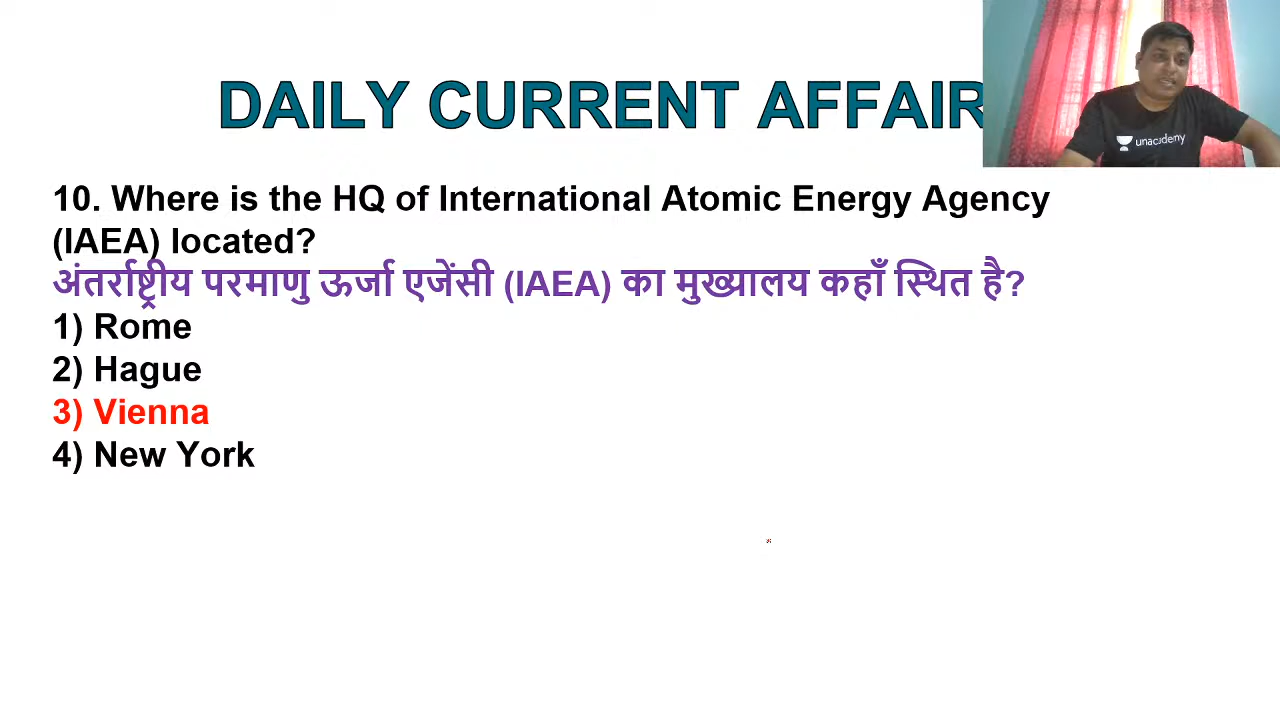 DAILY CURRENT AFFAIR
unacademy
10. Where is the HQ of International Atomic Energy Agency
(IAEA) located?
अंतर्राष्ट्रीय परमाणु ऊर्जा एजेंसी (IAEA) का मुख्यालय कहाँ स्थित है?
1) Rome
2) Hague
3) Vienna
4) New York